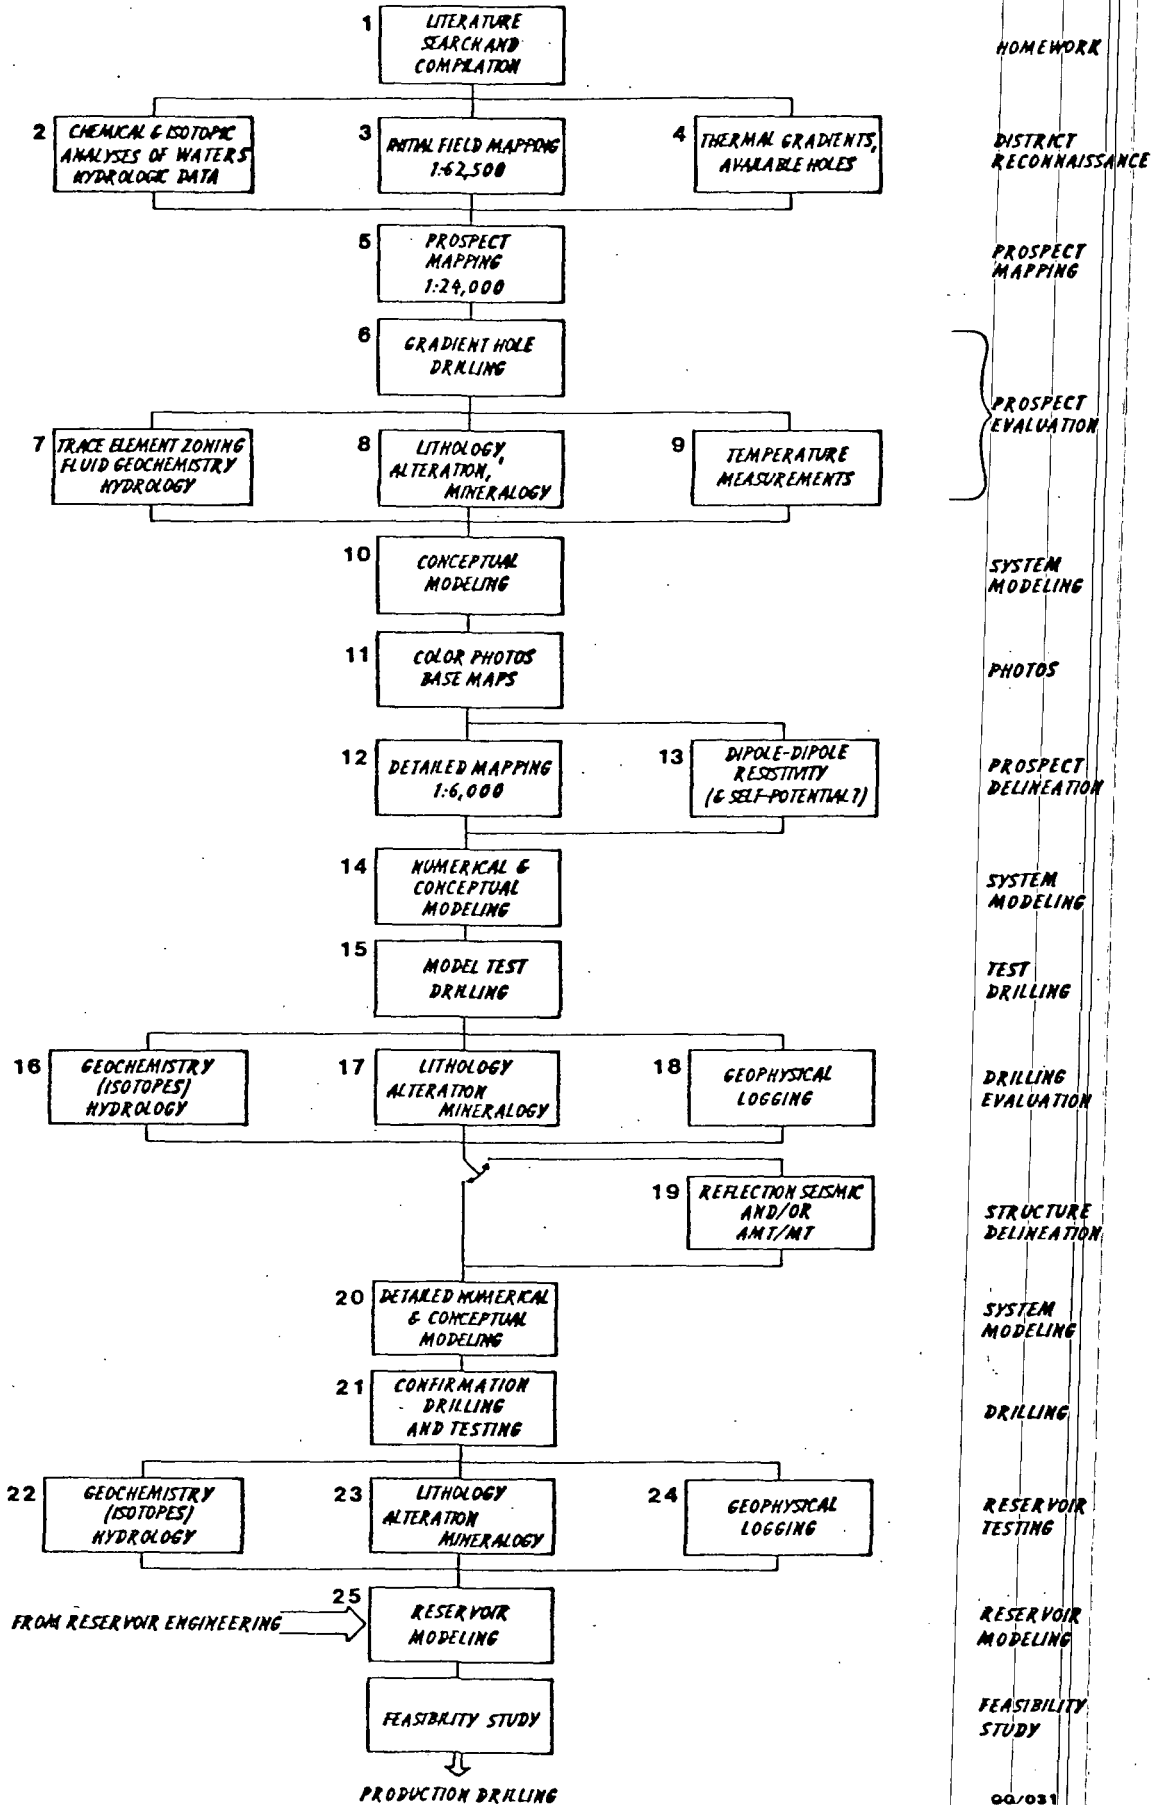 1
LITERATURE
SEARCH AND
COMPILATION
HOMEWORK
2
CHEMICAL & ISOTOPIC
ANALYSES OF WATERS
HYDROLOGIC DATA
3
INITIAL FIELD MAPPING
1:62,500
4
THERMAL GRADIENTS,
AVAILABLE HOLES
DISTRICT
RECONNAISSANCE
5
PROSPECT
MAPPING
1:24,000
PROSPECT
MAPPING
6
GRADIENT HOLE
DRILLING
PROSPECT
EVALUATION
7
TRACE ELEMENT ZONING
FLUID GEOCHEMISTRY
HYDROLOGY
8
LITHOLOGY,
ALTERATION,
MINERALOGY
9
TEMPERATURE
MEASUREMENTS
10
CONCEPTUAL
MODELING
SYSTEM
MODELING
11
COLOR PHOTOS
BASE MAPS
PHOTOS
12
DETAILED MAPPING
1:6,000
13
DIPOLE-DIPOLE
RESISTIVITY
(& SELF-POTENTIAL?)
PROSPECT
DELINEATION
14
NUMERICAL &
CONCEPTUAL
MODELING
SYSTEM
MODELING
15
MODEL TEST
DRILLING
TEST
DRILLING
16
GEOCHEMISTRY
(ISOTOPES)
HYDROLOGY
17
LITHOLOGY
ALTERATION
MINERALOGY
18
GEOPHYSICAL
LOGGING
DRILLING
EVALUATION
19
REFLECTION SEISMIC
AND/OR
AMT/MT
STRUCTURE
DELINEATION
20
DETAILED NUMERICAL
& CONCEPTUAL
MODELING
SYSTEM
MODELING
21
CONFIRMATION
DRILLING
AND TESTING
DRILLING
22
GEOCHEMISTRY
(ISOTOPES)
HYDROLOGY
23
LITHOLOGY
ALTERATION
MINERALOGY
24
GEOPHYSICAL
LOGGING
RESERVOIR
TESTING
25
FROM RESERVOIR ENGINEERING
RESERVOIR
MODELING
RESERVOIR
MODELING
FEASIBILITY STUDY
FEASIBILITY
STUDY
PRODUCTION DRILLING
GG/031